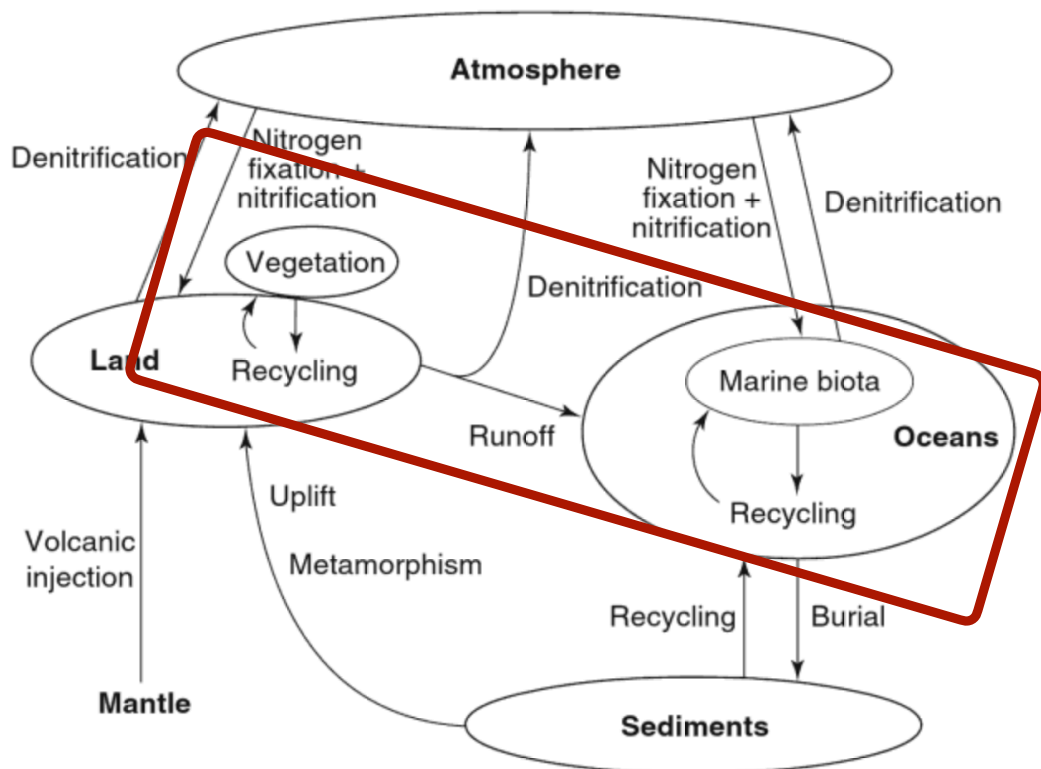 Atmosphere
Denitrification
Nitrogen
fixation +
nitrification
Nitrogen
fixation +
nitrification
Denitrification
Vegetation
Denitrification
Land
Recycling
Marine biota
Runoff
Oceans
Uplift
Recycling
Volcanic
injection
Metamorphism
Recycling
Burial
Mantle
Sediments